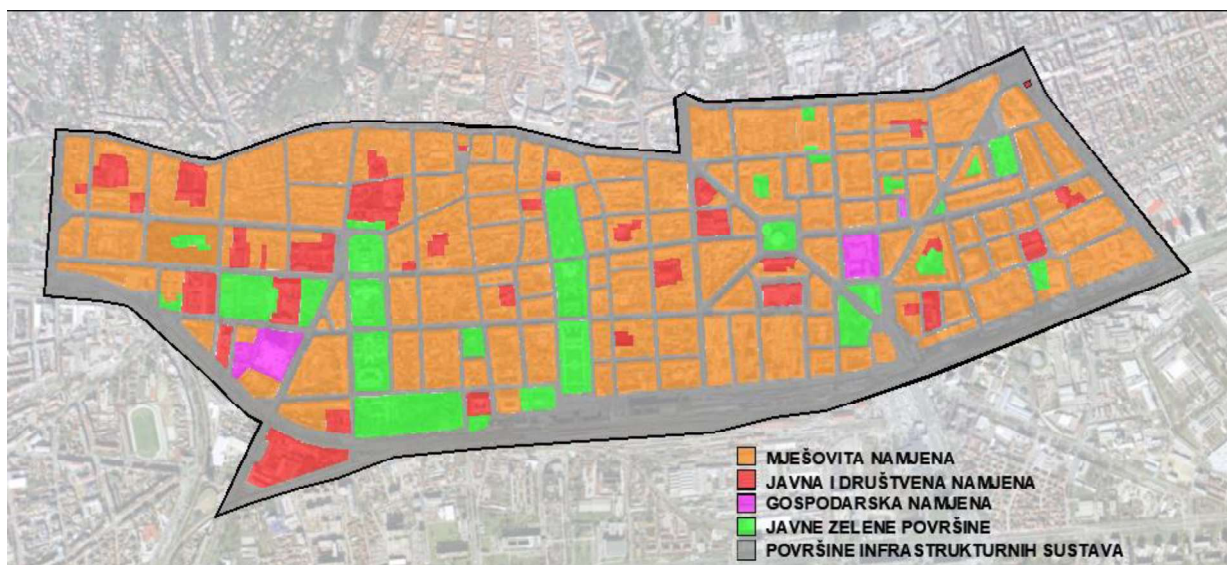 MJEŠOVITA NAMJENA
JAVNA I DRUŠTVENA NAMJENA
GOSPODARSKA NAMJENA
JAVNE ZELENE POVRŠINE
POVRŠINE INFRASTRUKTURNIH SUSTAVA